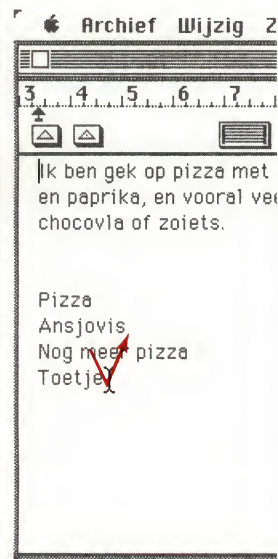 Archief Wijzig
3 4 5 6 7
Ik ben gek op pizza met
en paprika, en vooral vee
chocovla of zoiets.
Pizza
Ansjovis
Nog meer pizza
Toetje